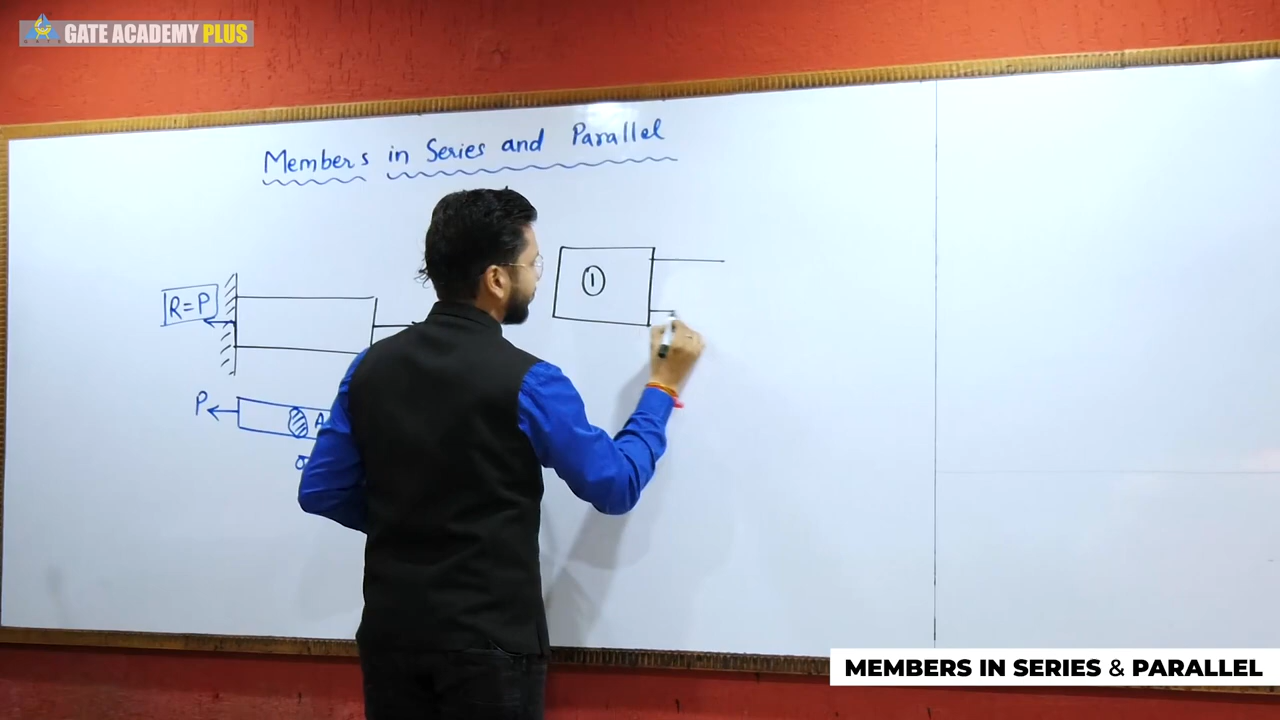 GATE ACADEMY PLUS
Members in Series and Parallel
R=P
①
P
A
σ
MEMBERS IN SERIES & PARALLEL